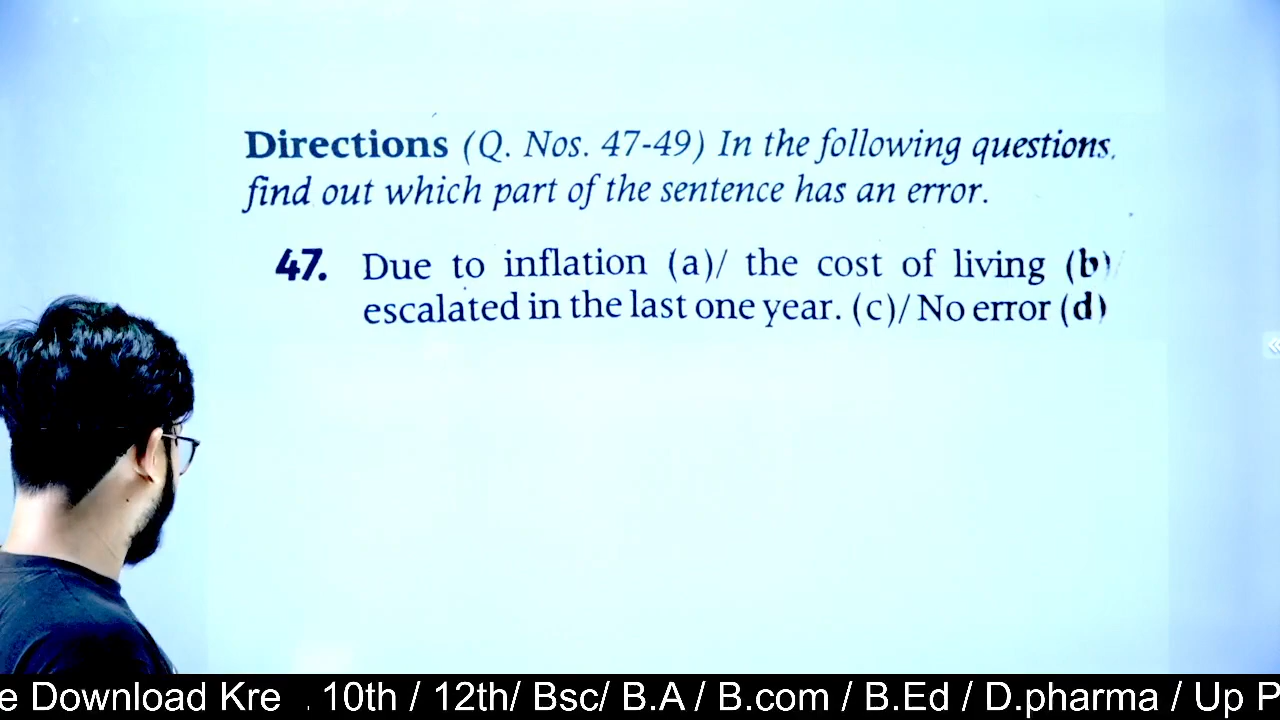 Directions (Q. Nos. 47-49) In the following questions,
find out which part of the sentence has an error.
47. Due to inflation (a)/ the cost of living (b)/
escalated in the last one year. (c)/ No error (d)
e Download Kre . 10th / 12th/ Bsc/ B.A / B.com / B.Ed / D.pharma / Up P